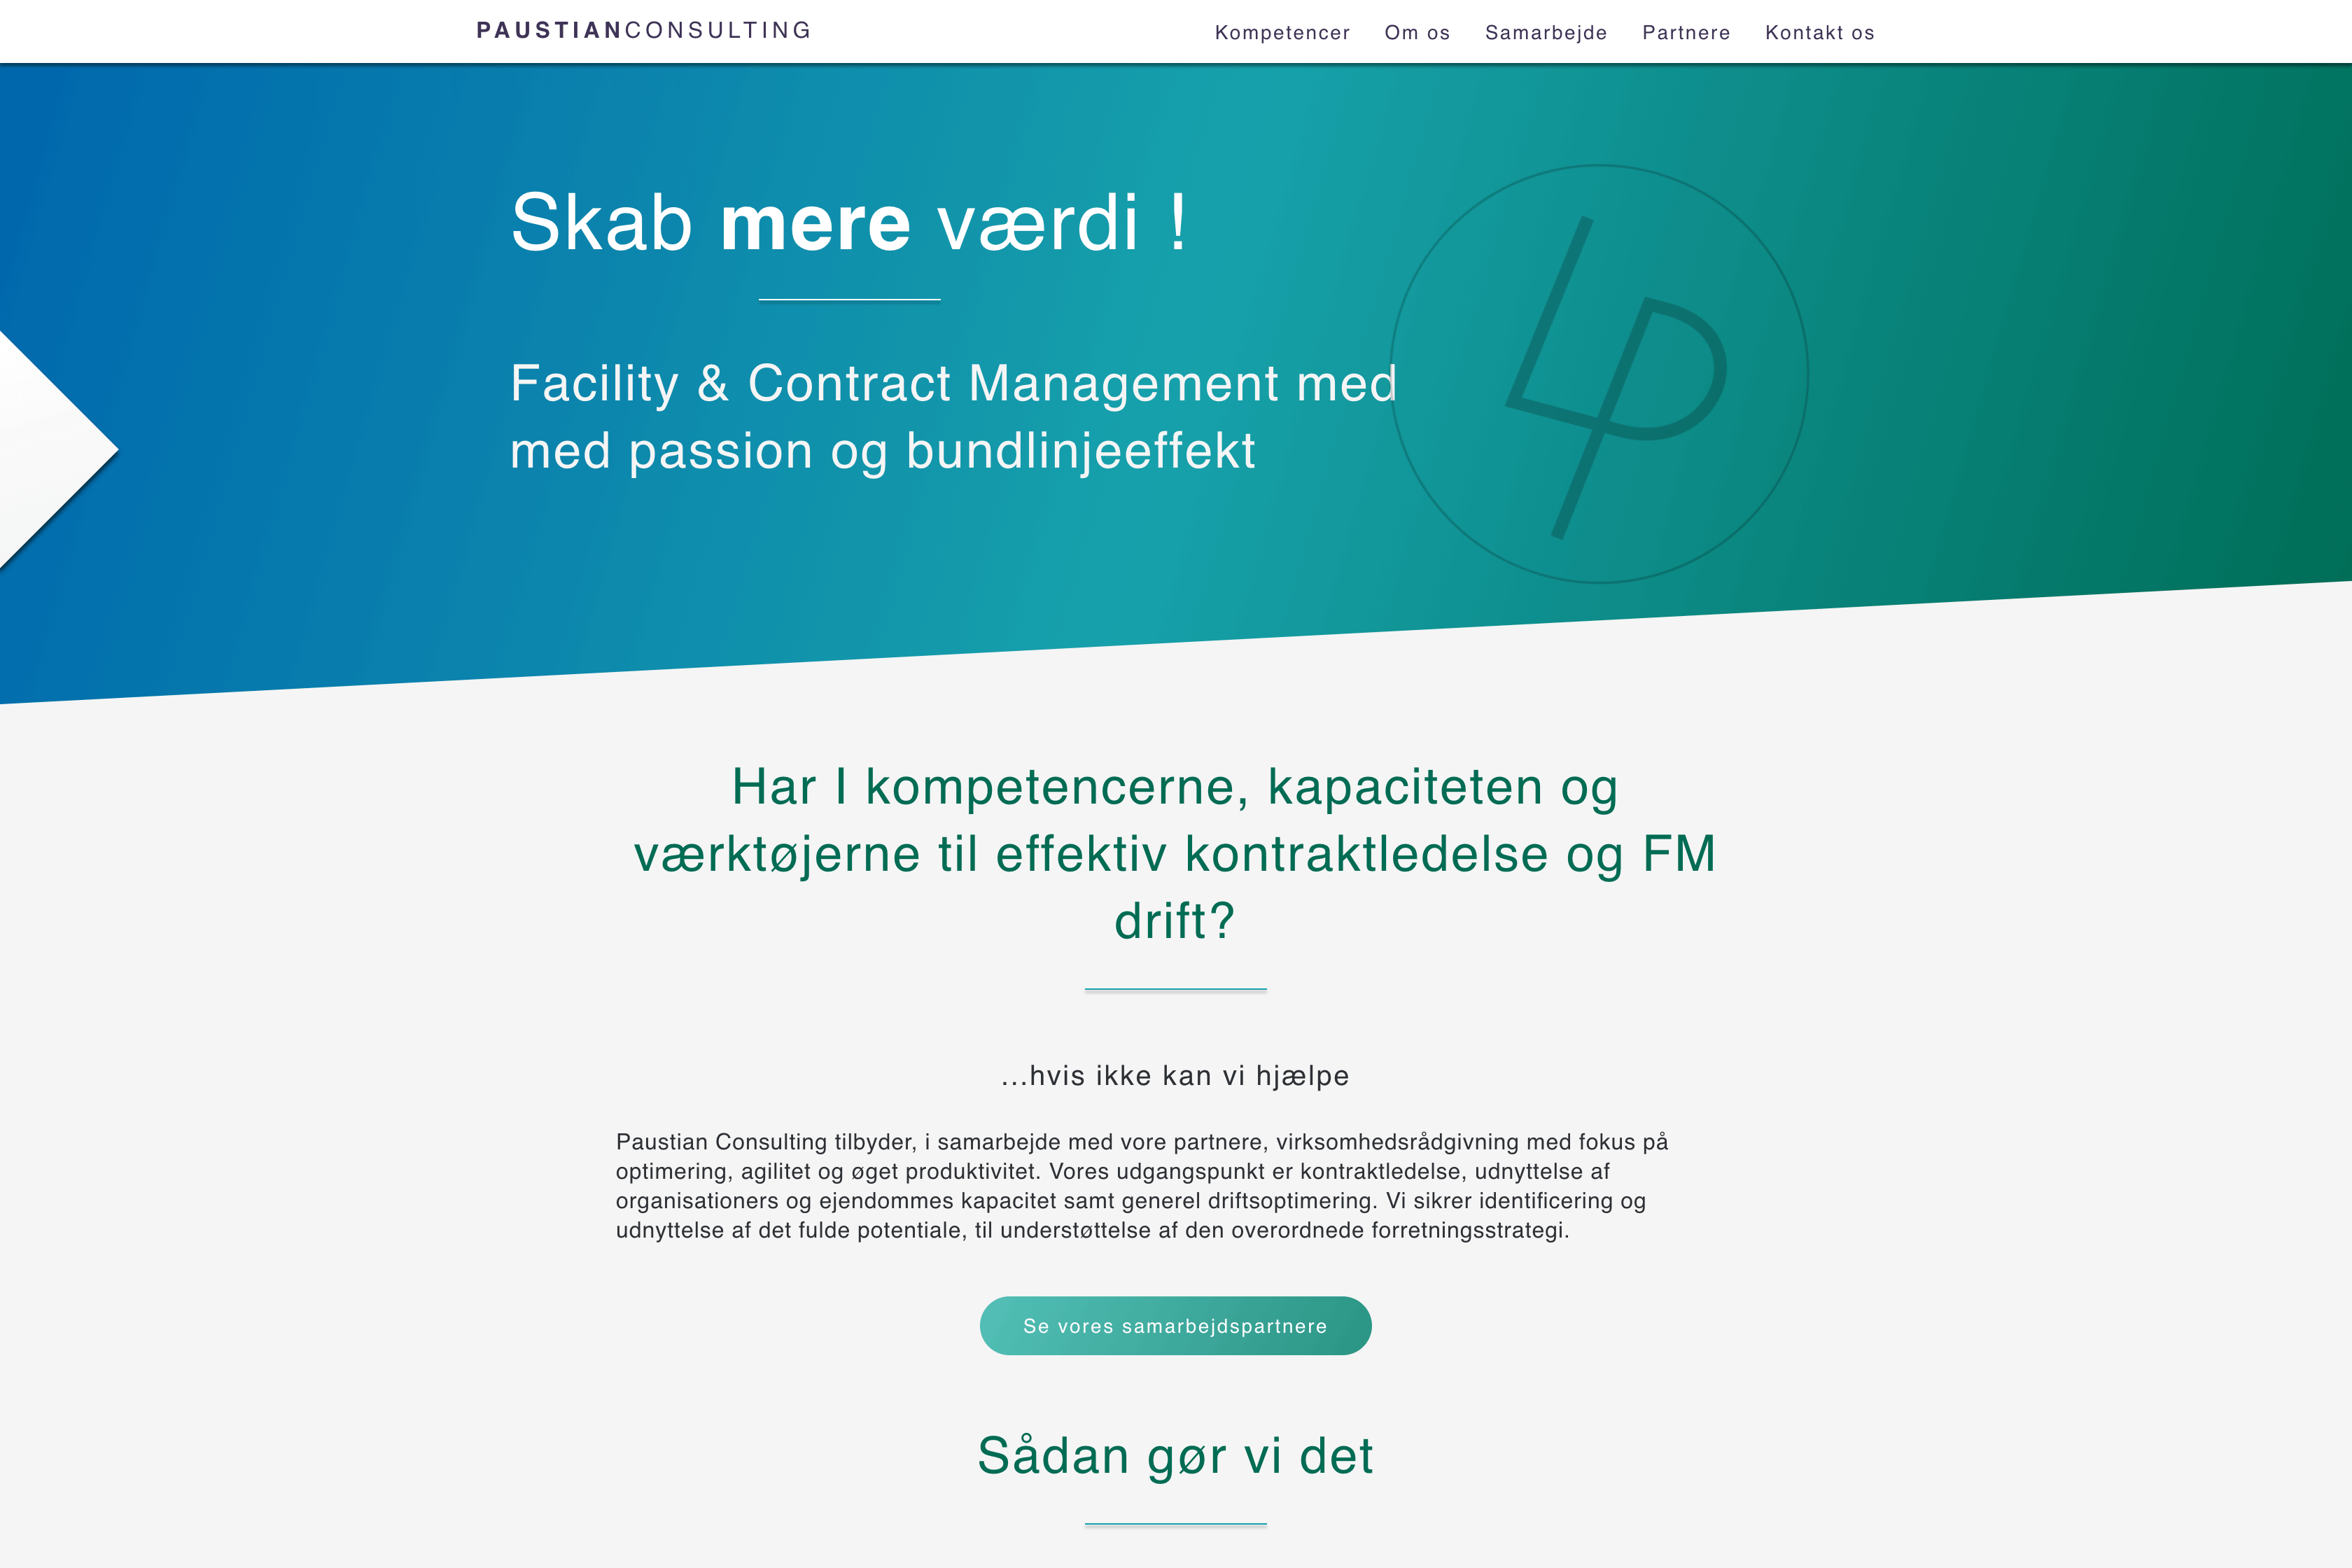 PAUSTIANCONSULTING
Kompetencer Om os Samarbejde Partnere Kontakt os
Skab mere værdi !
Facility & Contract Management med
med passion og bundlinjeeffekt
LP
Har I kompetencerne, kapaciteten og
værktøjerne til effektiv kontraktledelse og FM
drift?
...hvis ikke kan vi hjælpe
Paustian Consulting tilbyder, i samarbejde med vore partnere, virksomhedsrådgivning med fokus på
optimering, agilitet og øget produktivitet. Vores udgangspunkt er kontraktledelse, udnyttelse af
organisationers og ejendommes kapacitet samt generel driftsoptimering. Vi sikrer identificering og
udnyttelse af det fulde potentiale, til understøttelse af den overordnede forretningsstrategi.
Se vores samarbejdspartnere
Sådan gør vi det